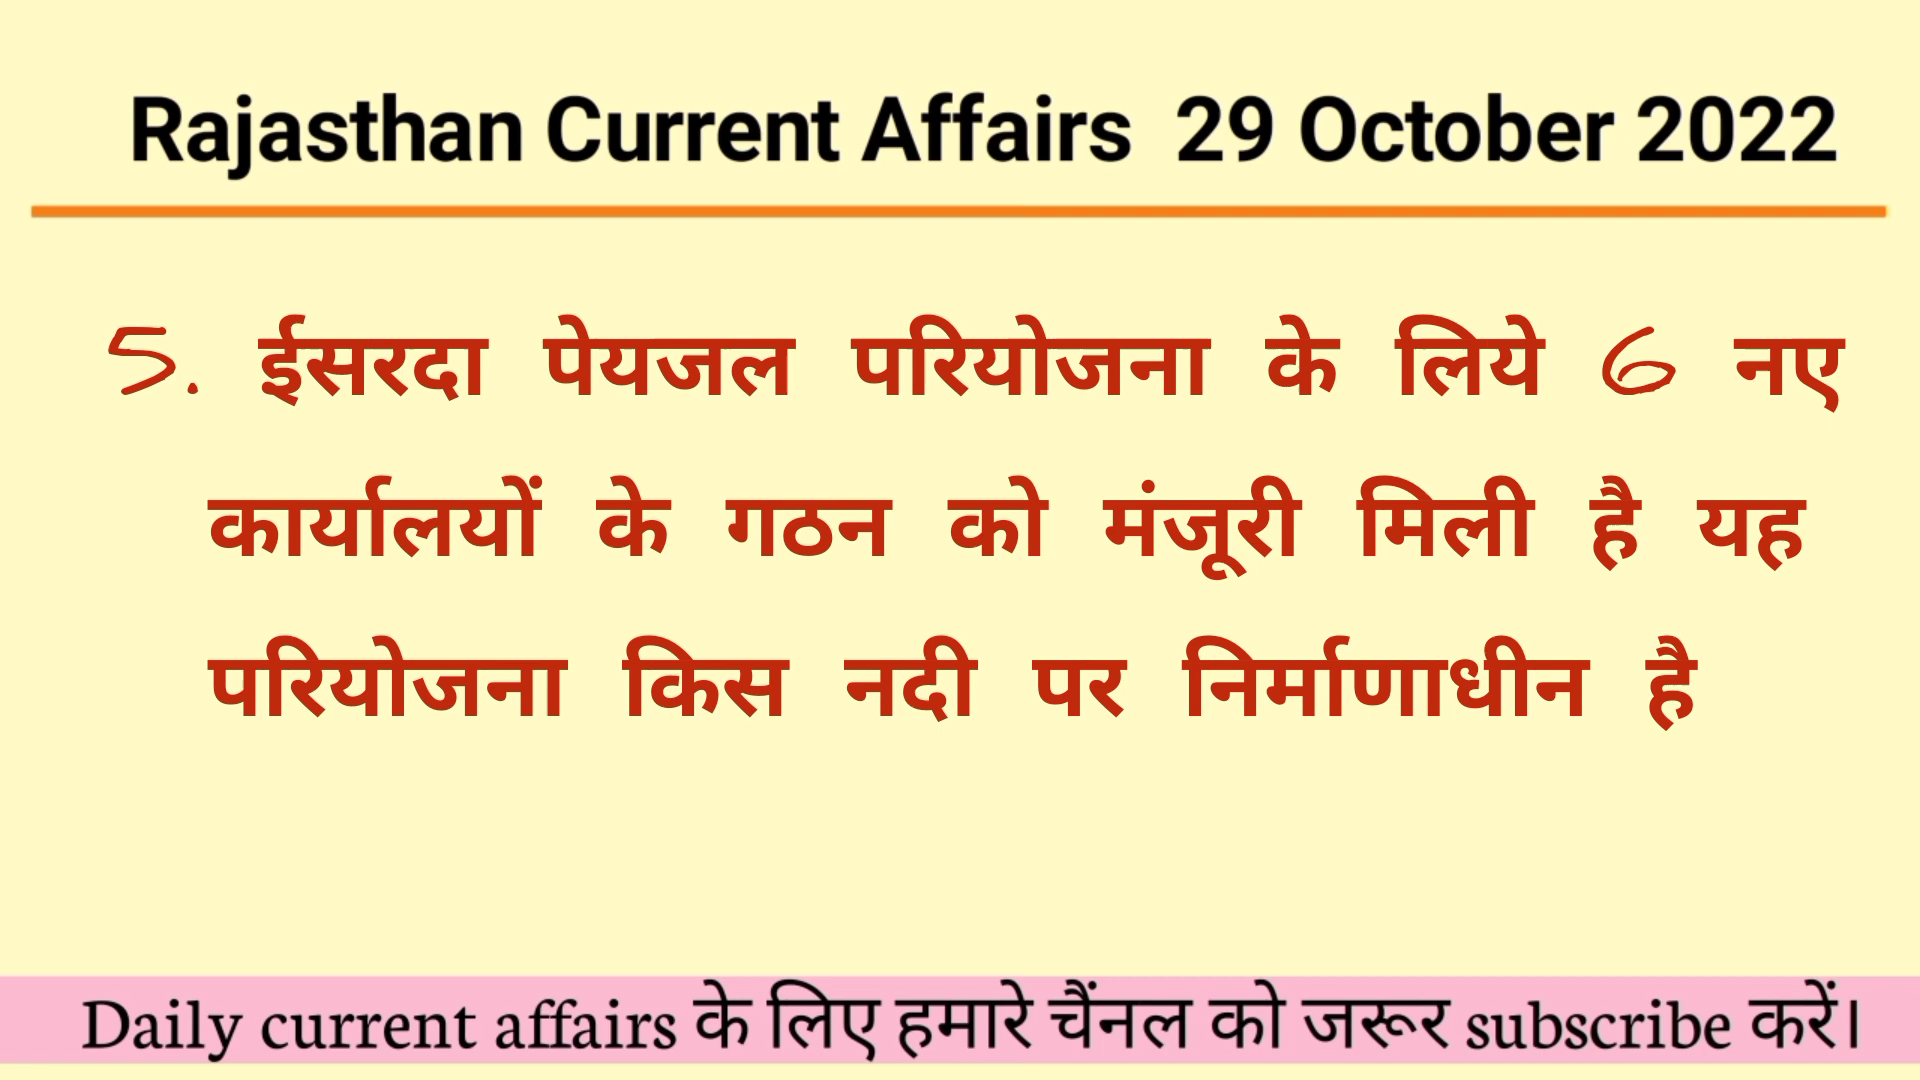 Rajasthan Current Affairs 29 October 2022
5. ईसरदा पेयजल परियोजना के लिये 6 नए
कार्यालयों के गठन को मंजूरी मिली है यह
परियोजना किस नदी पर निर्माणाधीन है
Daily current affairs के लिए हमारे चैंनल को जरूर subscribe करें।